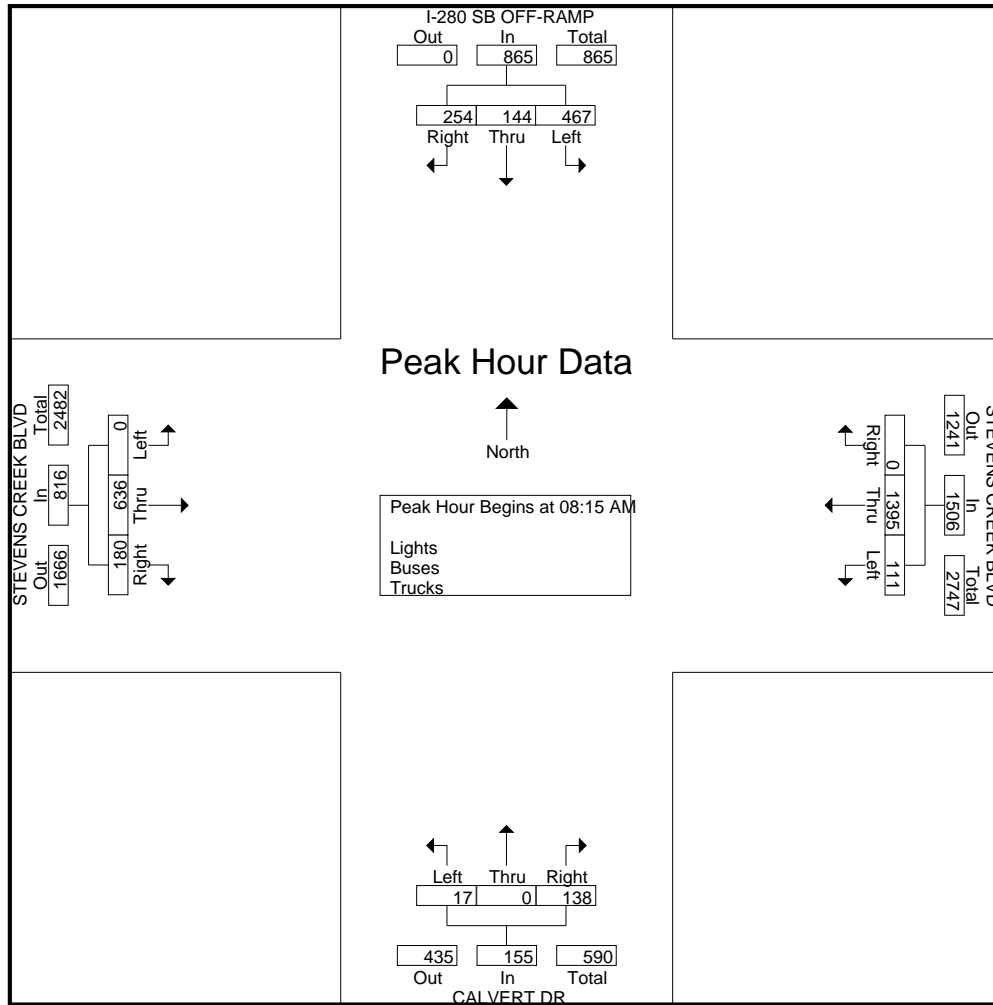 I-280 SB OFF-RAMP
Out In Total
0 865 865
254 144 467
Right Thru Left
Peak Hour Data
North
Peak Hour Begins at 08:15 AM
Lights
Buses
Trucks
STEVENS CREEK BLVD
Out In Total
1666 816 2482
Left Thru Right
0 636 180
STEVENS CREEK BLVD
Out In Total
1241 1506 2747
Right Thru Left
0 1395 111
Left Thru Right
17 0 138
435 155 590
Out In Total
CALVERT DR